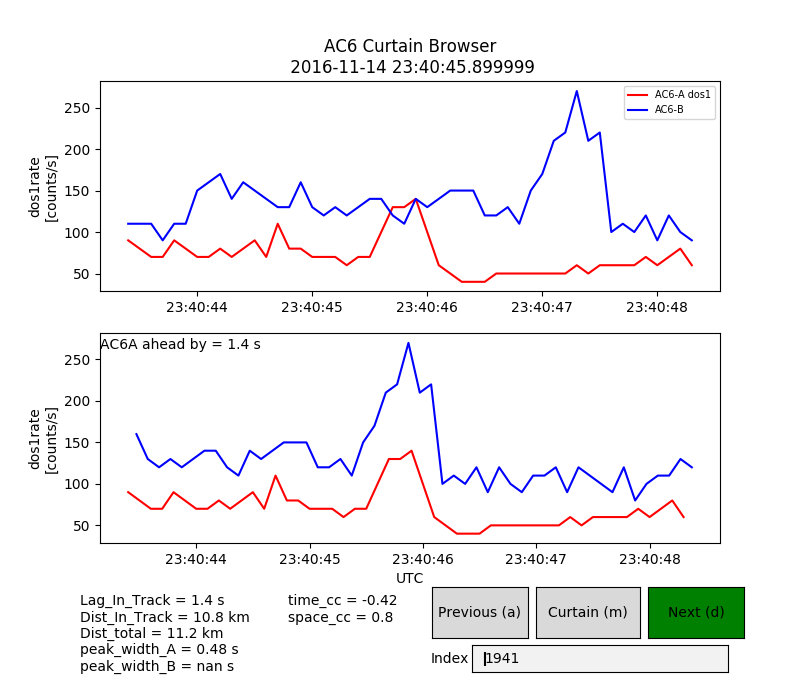 AC6 Curtain Browser
2016-11-14 23:40:45.899999
AC6-A dos1
AC6-B
dos1rate
[counts/s]
250
200
150
100
50
23:40:44
23:40:45
23:40:46
23:40:47
23:40:48
AC6A ahead by = 1.4 s
dos1rate
[counts/s]
250
200
150
100
50
23:40:44
23:40:45
23:40:46
23:40:47
23:40:48
UTC
Lag_In_Track = 1.4 s
Dist_In_Track = 10.8 km
Dist_total = 11.2 km
peak_width_A = 0.48 s
peak_width_B = nan s
time_cc = -0.42
space_cc = 0.8
Previous (a)
Curtain (m)
Next (d)
Index
1941